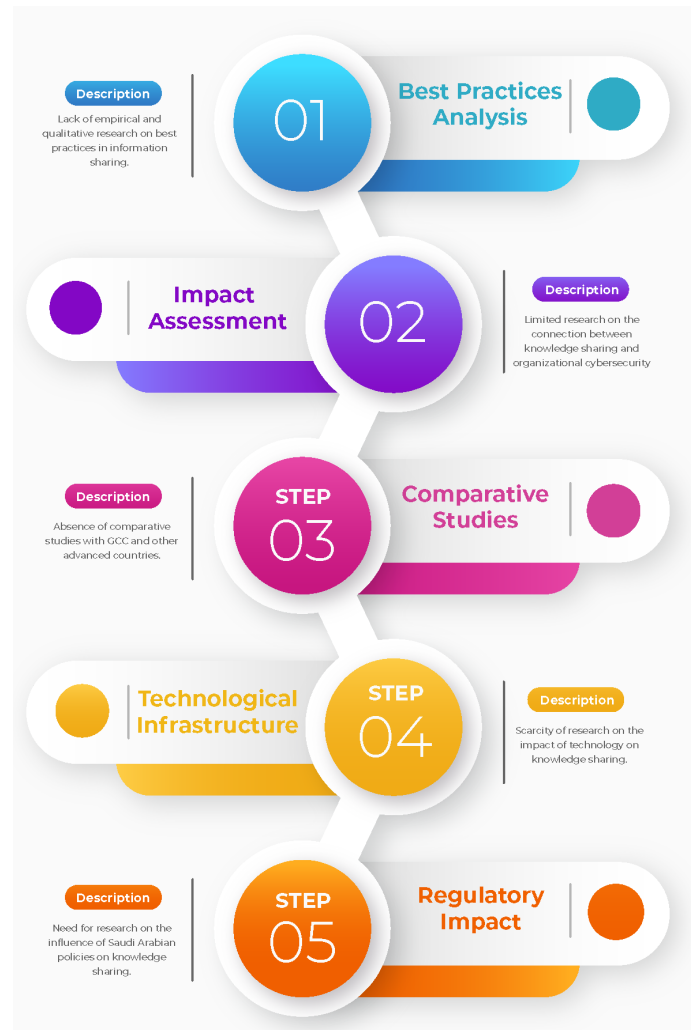 01
Best Practices
Analysis
Description
Lack of empirical and
qualitative research on best
practices in information
sharing.
Impact
Assessment
02
Description
Limited research on the
connection between
knowledge sharing and
organizational cybersecurity
STEP
03
Comparative
Studies
Description
Absence of comparative
studies with GCC and other
advanced countries.
Technological
Infrastructure
STEP
04
Description
Scarcity of research on the
impact of technology on
knowledge sharing.
STEP
05
Regulatory
Impact
Description
Need for research on the
influence of Saudi Arabian
policies on knowledge
sharing.